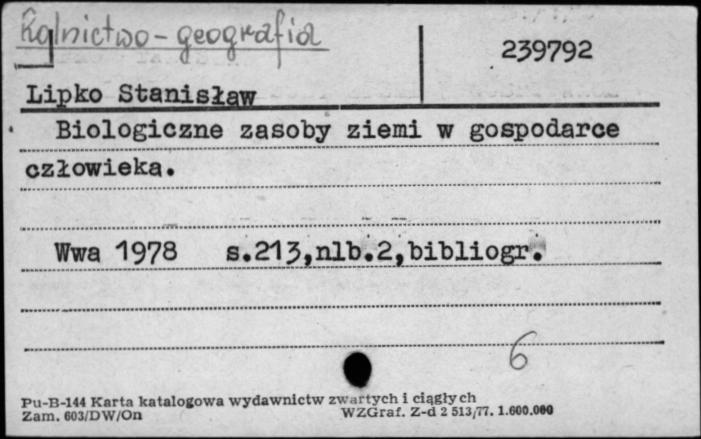 Rolnictwo - geografia
239792
Lipko Stanisław
Biologiczne zasoby ziemi w gospodarce
człowieka.
Wwa 1978 s.213,nlb.2,bibliogr.
6
Pu-B-144 Karta katalogowa wydawnictw zwartych i ciągłych
Zam. 603/DW/On WZGraf. Z-d 2 513/77. 1.600.000